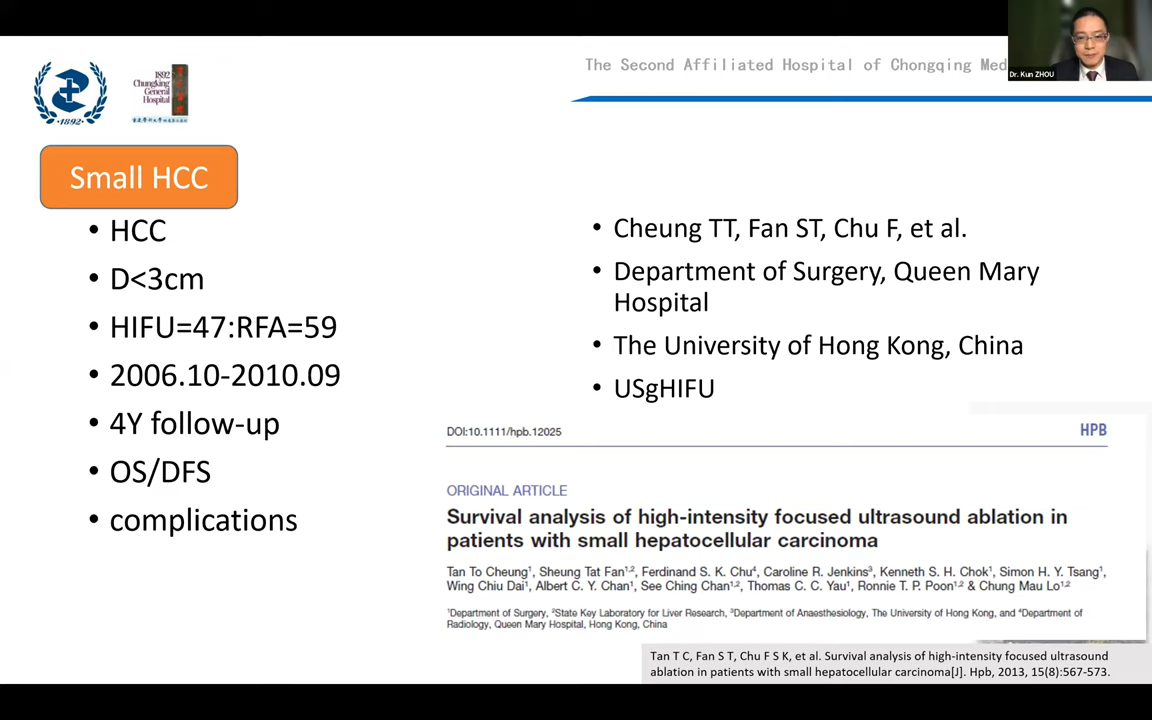 The Second Affiliated Hospital of Chongqing Med
Dr. Kun ZHOU
1892
1892
Chungking
General
Hospital
Small HCC
• HCC
• D<3cm
• HIFU=47:RFA=59
• 2006.10-2010.09
• 4Y follow-up
• OS/DFS
• complications
• Cheung TT, Fan ST, Chu F, et al.
• Department of Surgery, Queen Mary
Hospital
• The University of Hong Kong, China
• USgHIFU
DOI:10.1111/hpb.12025
HPB
ORIGINAL ARTICLE
Survival analysis of high-intensity focused ultrasound ablation in
patients with small hepatocellular carcinoma
Tan To Cheung¹, Sheung Tat Fan¹,², Ferdinand S. K. Chu⁴, Caroline R. Jenkins³, Kenneth S. H. Chok¹, Simon H. Y. Tsang¹,
Wing Chiu Dai¹, Albert C. Y. Chan¹, See Ching Chan¹,², Thomas C. C. Yau¹, Ronnie T. P. Poon¹,² & Chung Mau Lo¹,²
¹Department of Surgery, ²State Key Laboratory for Liver Research, ³Department of Anaesthesiology, The University of Hong Kong, and ⁴Department of
Radiology, Queen Mary Hospital, Hong Kong, China
Tan T C, Fan S T, Chu F S K, et al. Survival analysis of high-intensity focused ultrasound
ablation in patients with small hepatocellular carcinoma[J]. Hpb, 2013, 15(8):567-573.